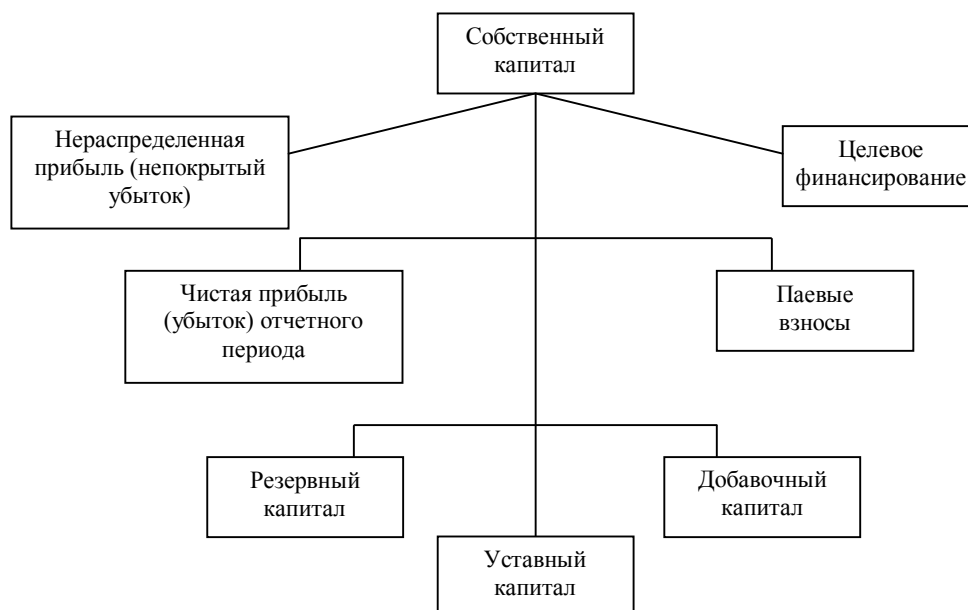 Собственный
капитал
Нераспределенная
прибыль (непокрытый
убыток)
Целевое
финансирование
Чистая прибыль
(убыток) отчетного
периода
Паевые
взносы
Резервный
капитал
Добавочный
капитал
Уставный
капитал